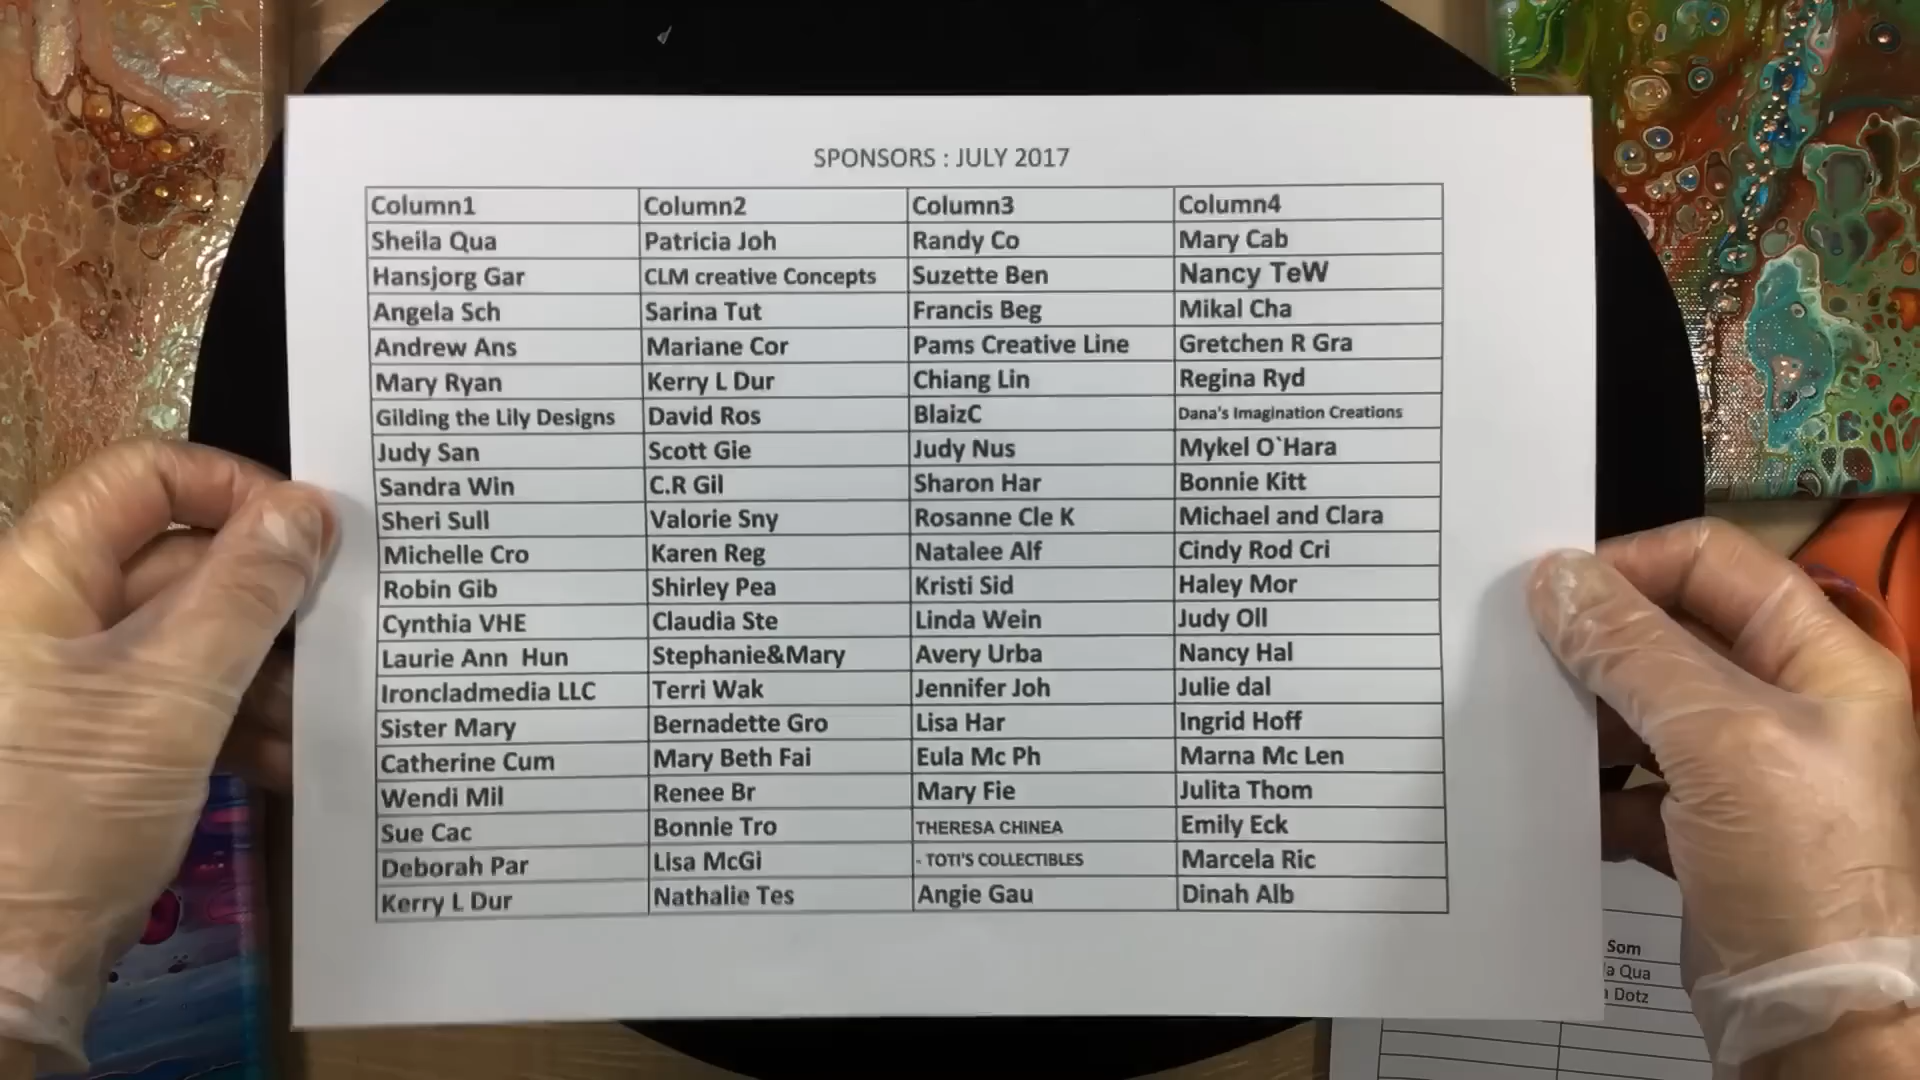 SPONSORS : JULY 2017
Column1 Column2 Column3 Column4
Sheila Qua Patricia Joh Randy Co Mary Cab
Hansjorg Gar CLM creative Concepts Suzette Ben Nancy TeW
Angela Sch Sarina Tut Francis Beg Mikal Cha
Andrew Ans Mariane Cor Pams Creative Line Gretchen R Gra
Mary Ryan Kerry L Dur Chiang Lin Regina Ryd
Gilding the Lily Designs David Ros BlaizC Dana's Imagination Creations
Judy San Scott Gie Judy Nus Mykel O`Hara
Sandra Win C.R Gil Sharon Har Bonnie Kitt
Sheri Sull Valorie Sny Rosanne Cle K Michael and Clara
Michelle Cro Karen Reg Natalee Alf Cindy Rod Cri
Robin Gib Shirley Pea Kristi Sid Haley Mor
Cynthia VHE Claudia Ste Linda Wein Judy Oll
Laurie Ann Hun Stephanie&Mary Avery Urba Nancy Hal
Ironcladmedia LLC Terri Wak Jennifer Joh Julie dal
Sister Mary Bernadette Gro Lisa Har Ingrid Hoff
Catherine Cum Mary Beth Fai Eula Mc Ph Marna Mc Len
Wendi Mil Renee Br Mary Fie Julita Thom
Sue Cac Bonnie Tro THERESA CHINEA Emily Eck
Deborah Par Lisa McGi - TOTI'S COLLECTIBLES Marcela Ric
Kerry L Dur Nathalie Tes Angie Gau Dinah Alb
Som
Qua
Dotz